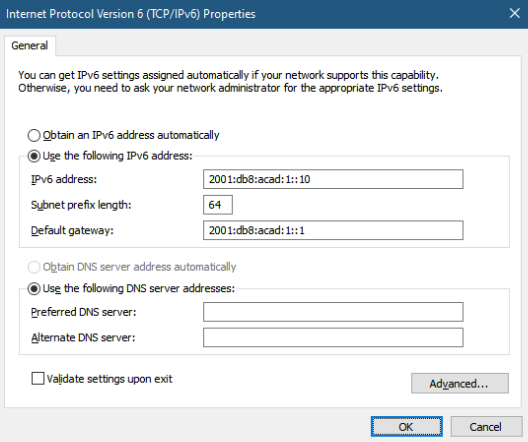 Internet Protocol Version 6 (TCP/IPv6) Properties
General
You can get IPv6 settings assigned automatically if your network supports this capability.
Otherwise, you need to ask your network administrator for the appropriate IPv6 settings.
Obtain an IPv6 address automatically
Use the following IPv6 address:
IPv6 address: 2001:db8:acad:1::10
Subnet prefix length: 64
Default gateway: 2001:db8:acad:1::1
Obtain DNS server address automatically
Use the following DNS server addresses:
Preferred DNS server:
Alternate DNS server:
Validate settings upon exit
Advanced...
OK Cancel